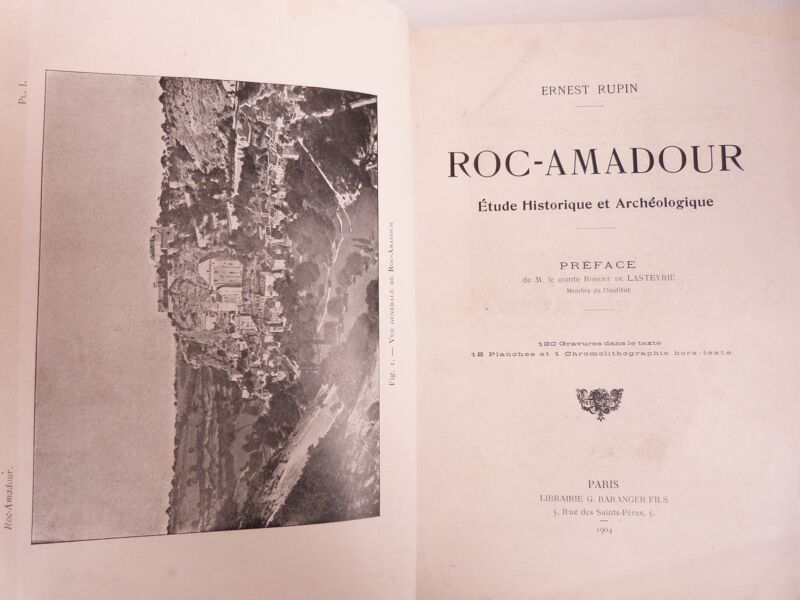 Pl. I.
Fig. 1. — Vue générale de Roc-Amadour
Roc-Amadour.
ERNEST RUPIN
ROC-AMADOUR
Étude Historique et Archéologique
PRÉFACE
de M. le comte Robert de LASTEYRIE
Membre de l'Institut
120 Gravures dans le texte
12 Planches et 1 Chromolithographie hors-texte
PARIS
LIBRAIRIE G. BARANGER FILS
5, Rue des Saints-Pères, 5.
1904